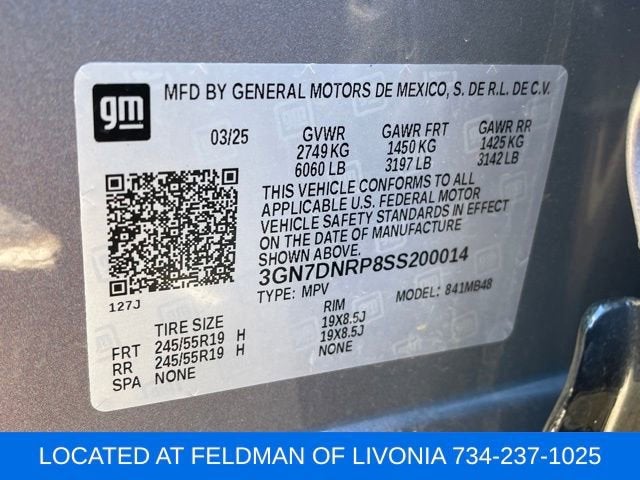 gm
MFD BY GENERAL MOTORS DE MEXICO, S. DE R.L. DE C.V.
03/25 GVWR GAWR FRT GAWR RR
2749 KG 1450 KG 1425 KG
6060 LB 3197 LB 3142 LB
THIS VEHICLE CONFORMS TO ALL
APPLICABLE U.S. FEDERAL MOTOR
VEHICLE SAFETY STANDARDS IN EFFECT
ON THE DATE OF MANUFACTURE
SHOWN ABOVE.
3GN7DNRP8SS200014
TYPE: MPV MODEL: 841MB48
127J
TIRE SIZE RIM
FRT 245/55R19 H 19X8.5J
RR 245/55R19 H 19X8.5J
SPA NONE NONE
LOCATED AT FELDMAN OF LIVONIA 734-237-1025